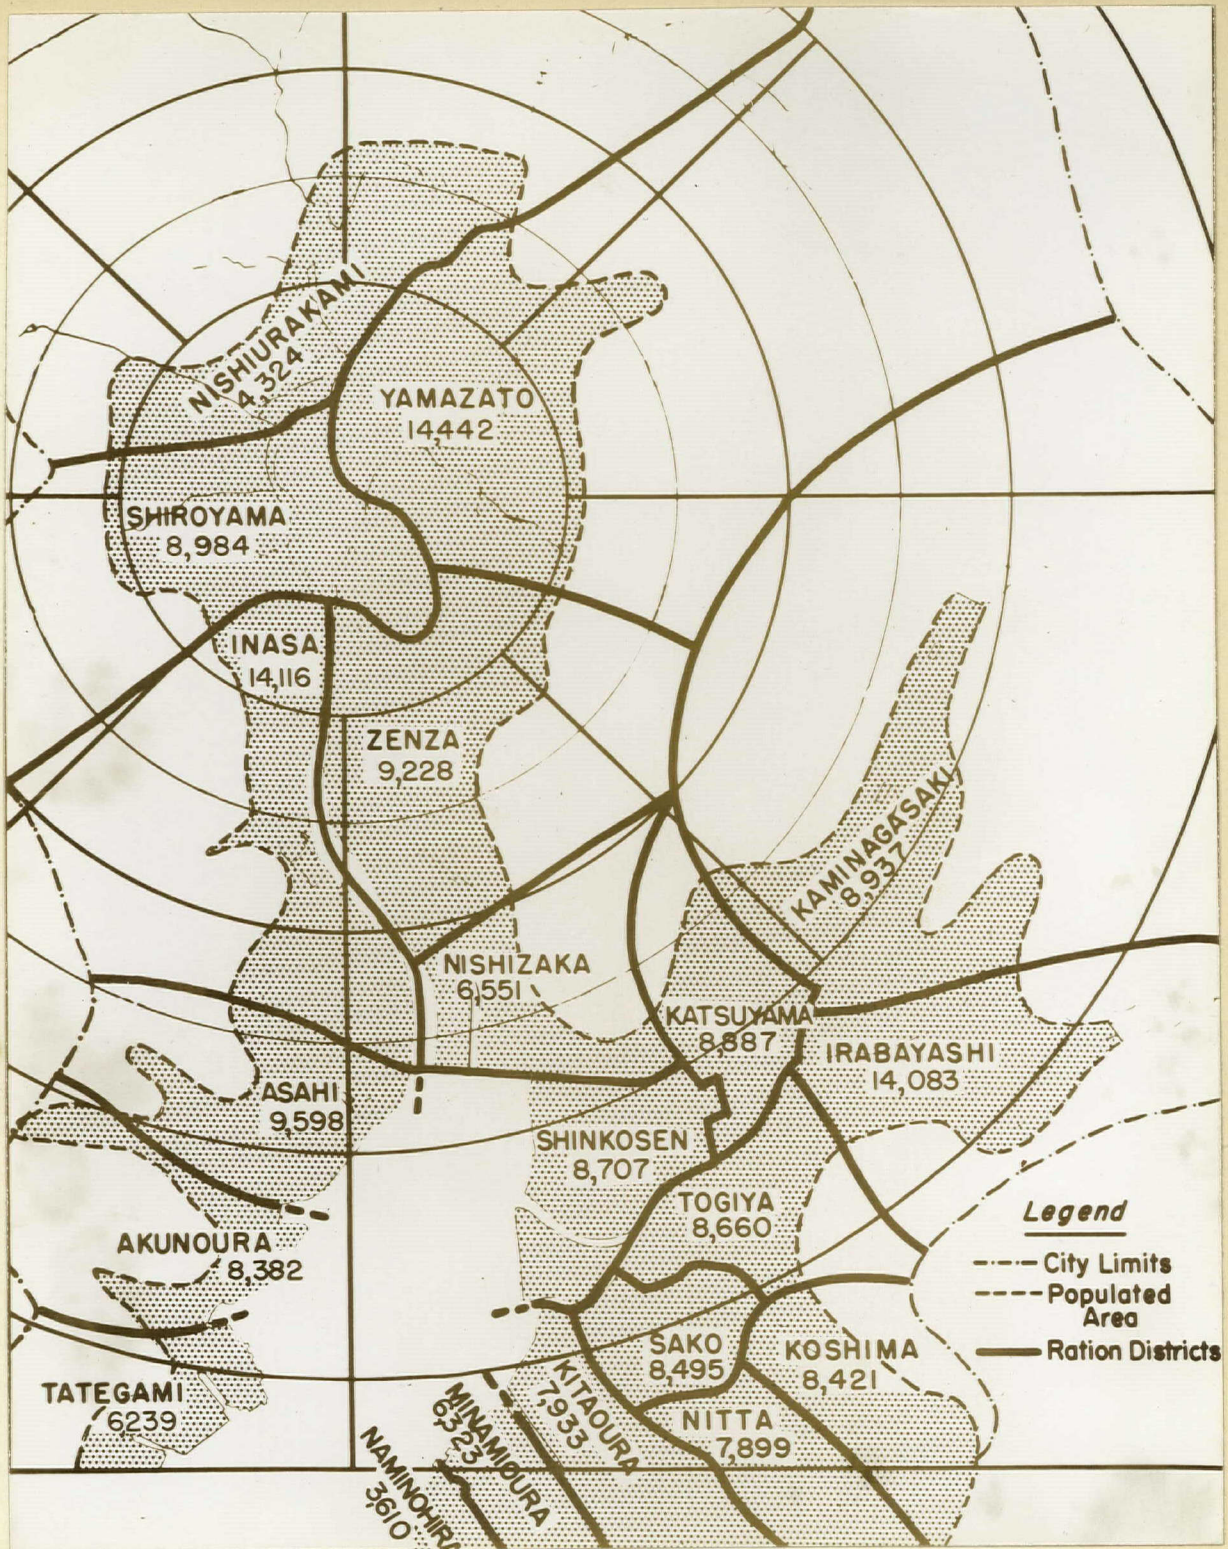 NISHIURAKAMI
4,324
YAMAZATO
14,442
SHIROYAMA
8,984
INASA
14,116
ZENZA
9,228
KAMINAGASAKI
8,937
NISHIZAKA
6,551
KATSUYAMA
8,887
IRABAYASHI
14,083
ASAHI
9,598
SHINKOSEN
8,707
TOGIYA
8,660
AKUNOURA
8,382
Legend
City Limits
Populated
Area
Ration Districts
SAKO
8,495
KOSHIMA
8,421
KITAOURA
7,933
TATEGAMI
6239
NITTA
7,899
MINAMIOURA
6,323
NAMINOHIRA
3,610